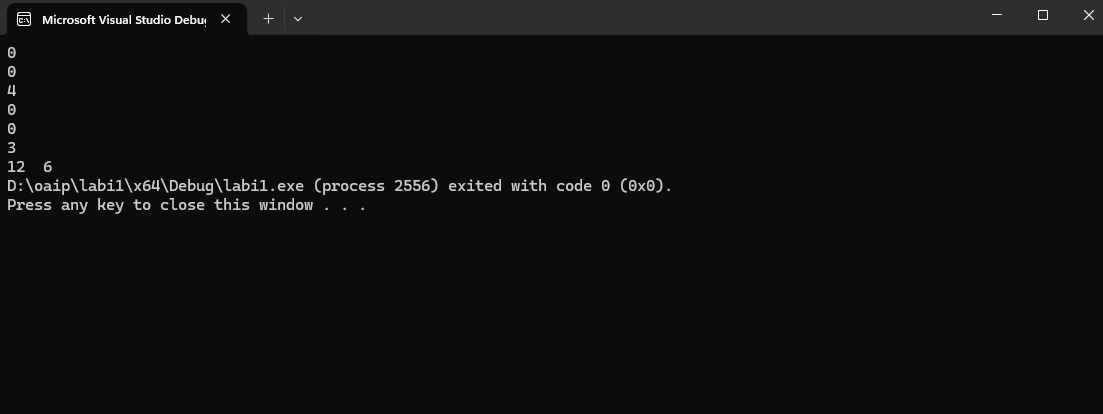 Microsoft Visual Studio Debug
0
0
4
0
0
3
12  6
D:\oaip\labi1\x64\Debug\labi1.exe (process 2556) exited with code 0 (0x0).
Press any key to close this window . . .